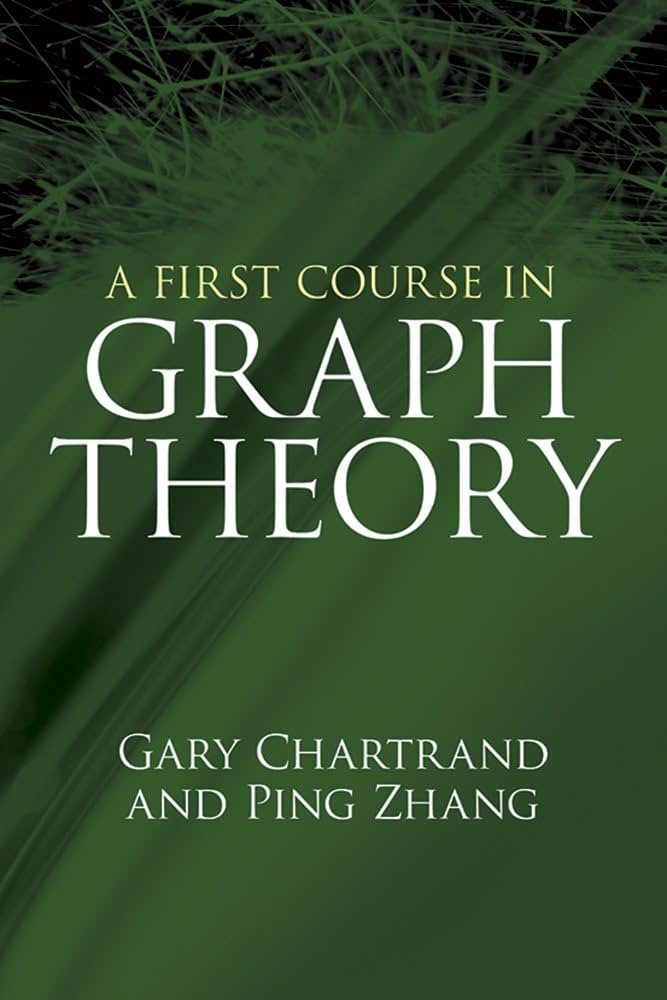 A FIRST COURSE IN
GRAPH
THEORY
GARY CHARTRAND
AND PING ZHANG